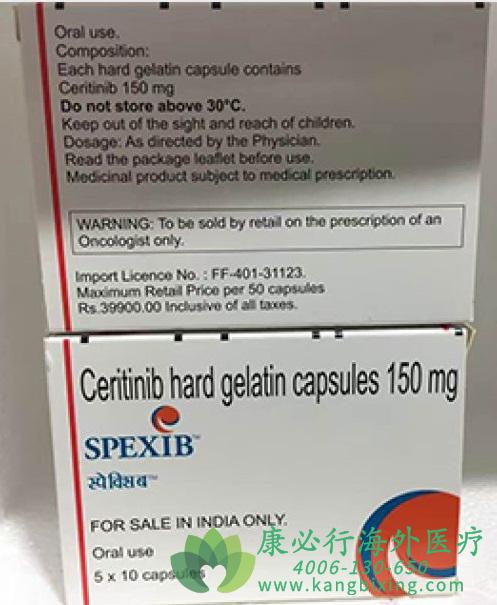 Oral use.
Composition:
Each hard gelatin capsule contains
Ceritinib 150 mg
Do not store above 30°C.
Keep out of the sight and reach of children.
Dosage: As directed by the Physician.
Read the package leaflet before use.
Medicinal product subject to medical prescription.
WARNING: To be sold by retail on the prescription of an
Oncologist only.
Import Licence No. : FF-401-31123.
Maximum Retail Price per 50 capsules
Rs.39900.00 Inclusive of all taxes.
Ceritinib hard gelatin capsules 150 mg
SPEXIB™
स्पेक्सिब™
FOR SALE IN INDIA ONLY.
Oral use
5 x 10 capsules
康必行海外医疗
4006-130-650
www.kangbixing.com